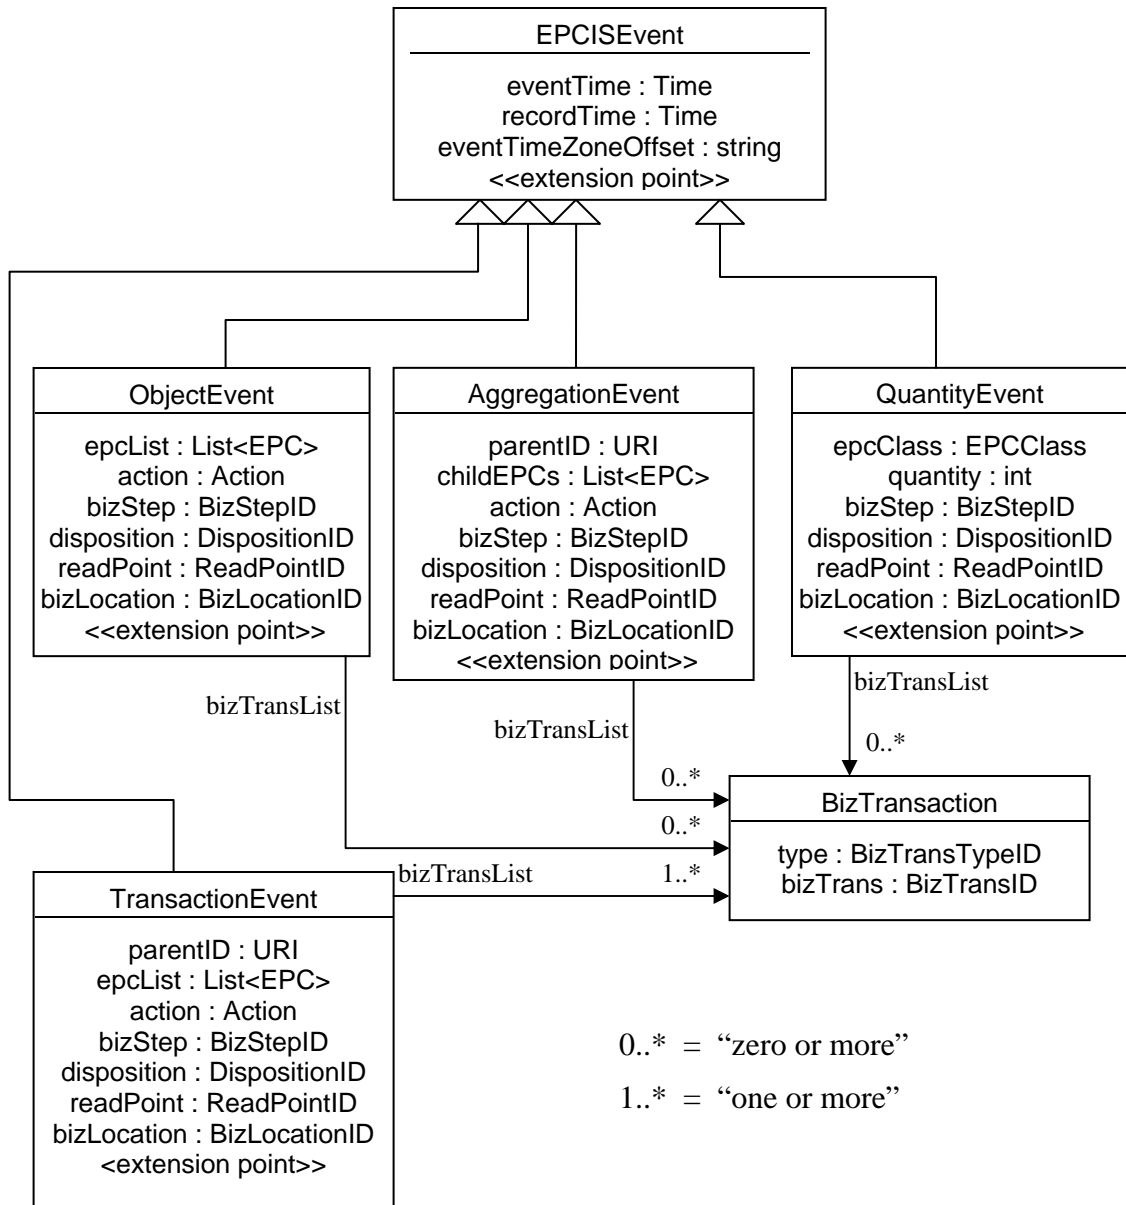 EPCISEvent
eventTime : Time
recordTime : Time
eventTimeZoneOffset : string
<<extension point>>
ObjectEvent
epcList : List<EPC>
action : Action
bizStep : BizStepID
disposition : DispositionID
readPoint : ReadPointID
bizLocation : BizLocationID
<<extension point>>
AggregationEvent
parentID : URI
childEPCs : List<EPC>
action : Action
bizStep : BizStepID
disposition : DispositionID
readPoint : ReadPointID
bizLocation : BizLocationID
<<extension point>>
QuantityEvent
epcClass : EPCClass
quantity : int
bizStep : BizStepID
disposition : DispositionID
readPoint : ReadPointID
bizLocation : BizLocationID
<<extension point>>
bizTransList
bizTransList
bizTransList
0..*
0..*
0..*
BizTransaction
type : BizTransTypeID
bizTrans : BizTransID
bizTransList
1..*
TransactionEvent
parentID : URI
epcList : List<EPC>
action : Action
bizStep : BizStepID
disposition : DispositionID
readPoint : ReadPointID
bizLocation : BizLocationID
<extension point>>
0..* = “zero or more”
1..* = “one or more”